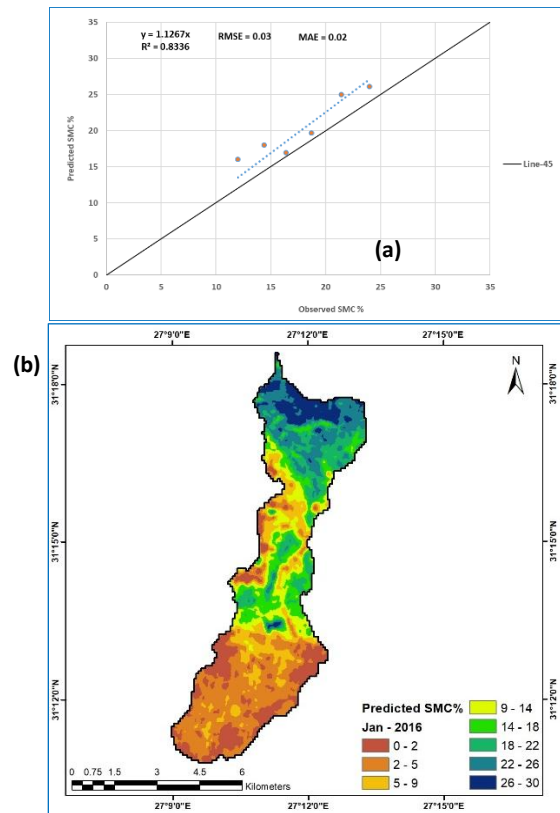 y = 1.1267x RMSE = 0.03 MAE = 0.02
R² = 0.8336
Predicted SMC %
35
30
25
20
15
10
5
0
0 5 10 15 20 25 30 35
Observed SMC %
Line-45
(a)
(b)
27°9'0"E 27°12'0"E 27°15'0"E
31°18'0"N 31°18'0"N
31°15'0"N 31°15'0"N
31°12'0"N 31°12'0"N
N
Predicted SMC%
Jan - 2016
0 - 2
2 - 5
5 - 9
9 - 14
14 - 18
18 - 22
22 - 26
26 - 30
0 0.75 1.5 3 4.5 6
Kilometers
27°9'0"E 27°12'0"E 27°15'0"E